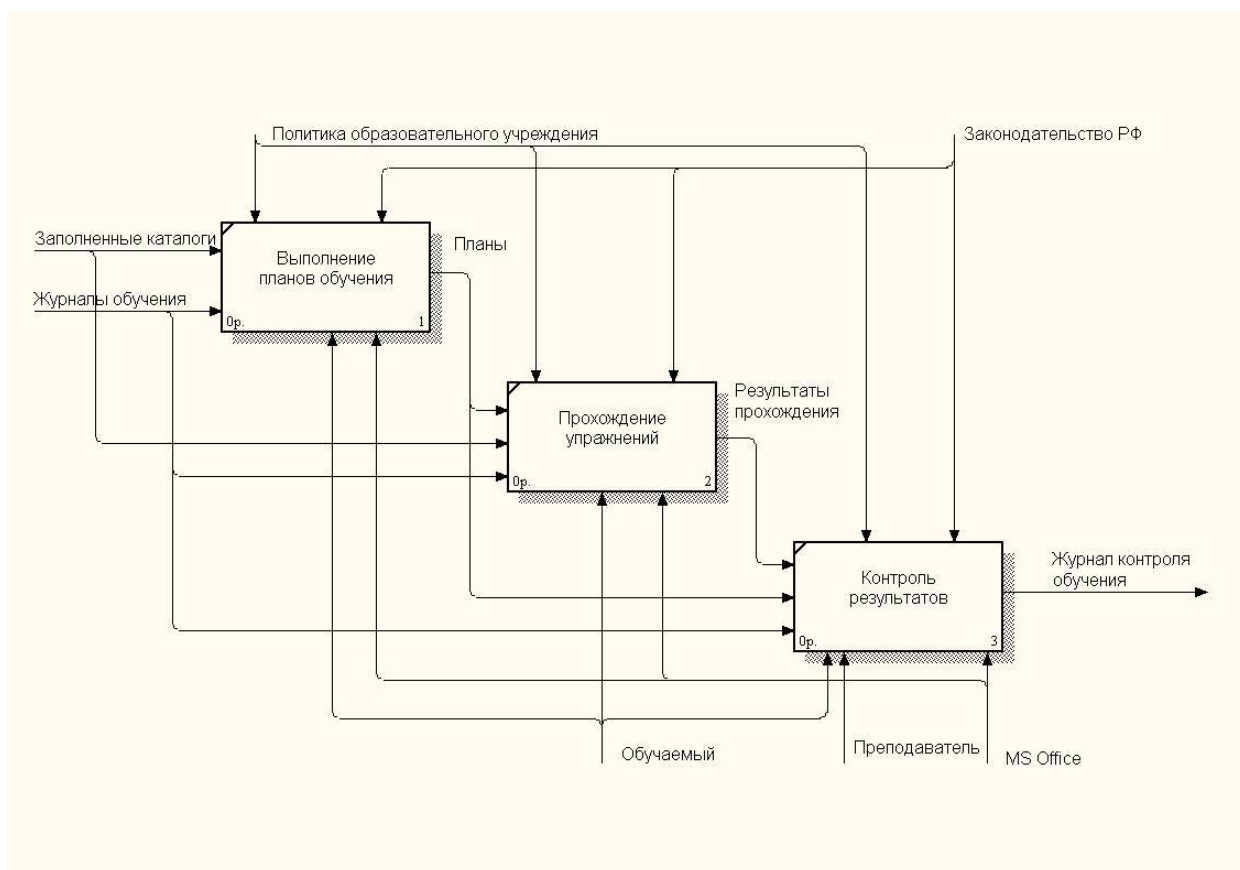 Политика образовательного учреждения
Законодательство РФ
Заполненные каталоги
Журналы обучения
Выполнение
планов обучения
0р.
1
Планы
Прохождение
упражнений
0р.
2
Результаты
прохождения
Контроль
результатов
0р.
3
Журнал контроля
обучения
Обучаемый
Преподаватель
MS Office